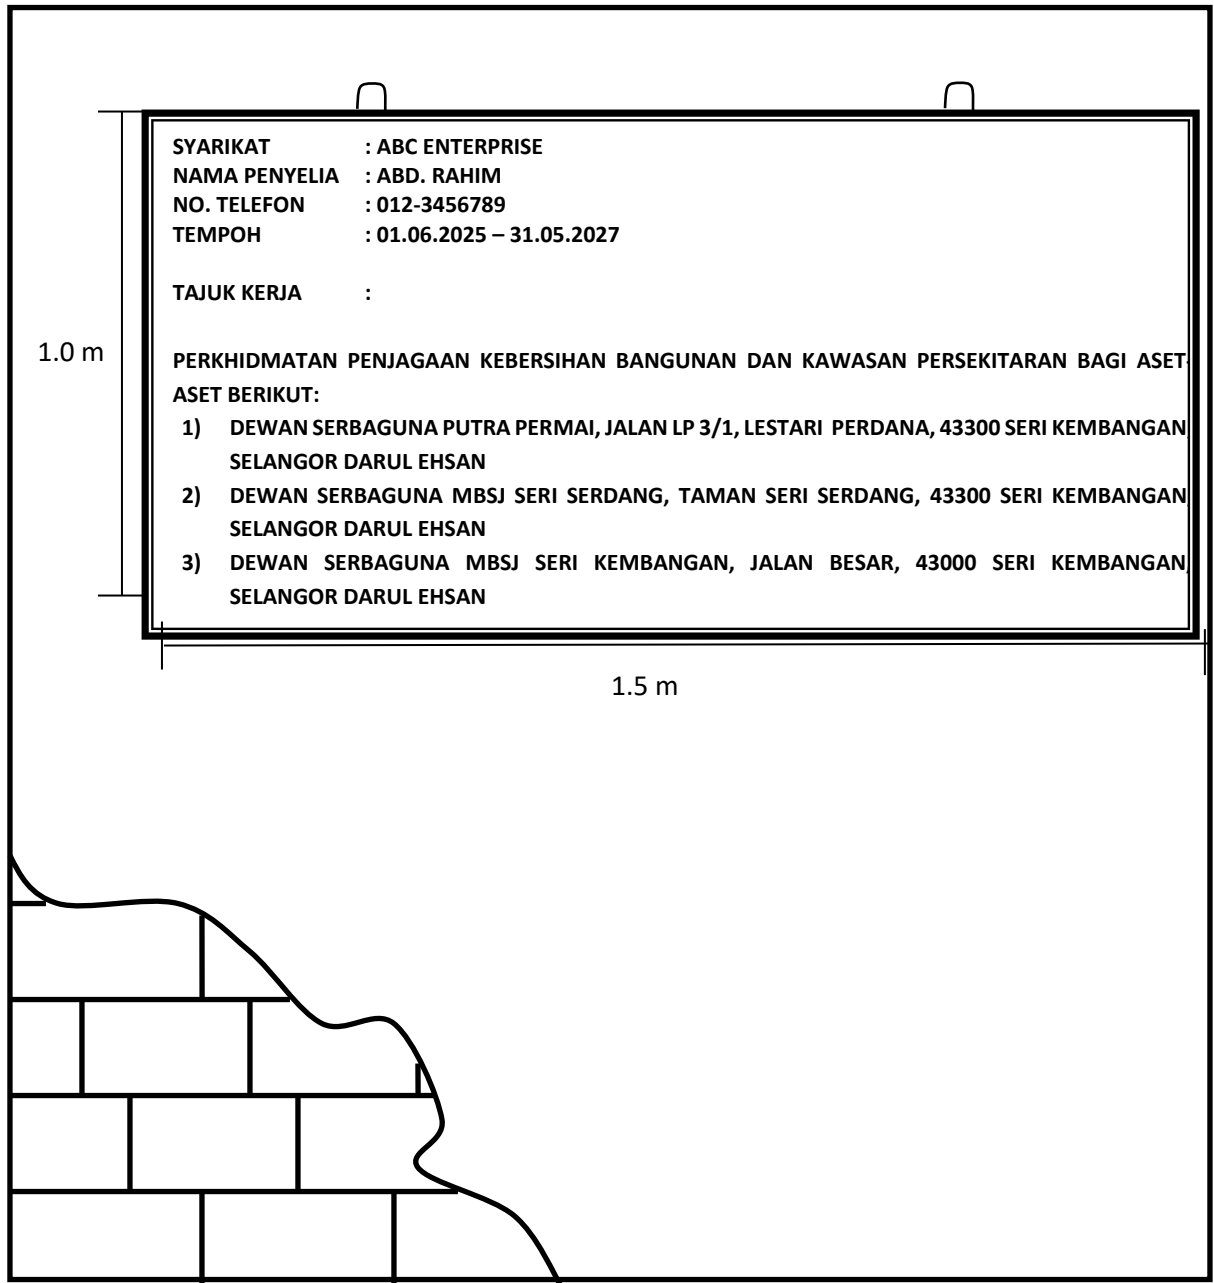 SYARIKAT : ABC ENTERPRISE
NAMA PENYELIA : ABD. RAHIM
NO. TELEFON : 012-3456789
TEMPOH : 01.06.2025 – 31.05.2027
TAJUK KERJA :
1.0 m
PERKHIDMATAN PENJAGAAN KEBERSIHAN BANGUNAN DAN KAWASAN PERSEKITARAN BAGI ASET-
ASET BERIKUT:
1) DEWAN SERBAGUNA PUTRA PERMAI, JALAN LP 3/1, LESTARI PERDANA, 43300 SERI KEMBANGAN,
SELANGOR DARUL EHSAN
2) DEWAN SERBAGUNA MBSJ SERI SERDANG, TAMAN SERI SERDANG, 43300 SERI KEMBANGAN,
SELANGOR DARUL EHSAN
3) DEWAN SERBAGUNA MBSJ SERI KEMBANGAN, JALAN BESAR, 43000 SERI KEMBANGAN,
SELANGOR DARUL EHSAN
1.5 m